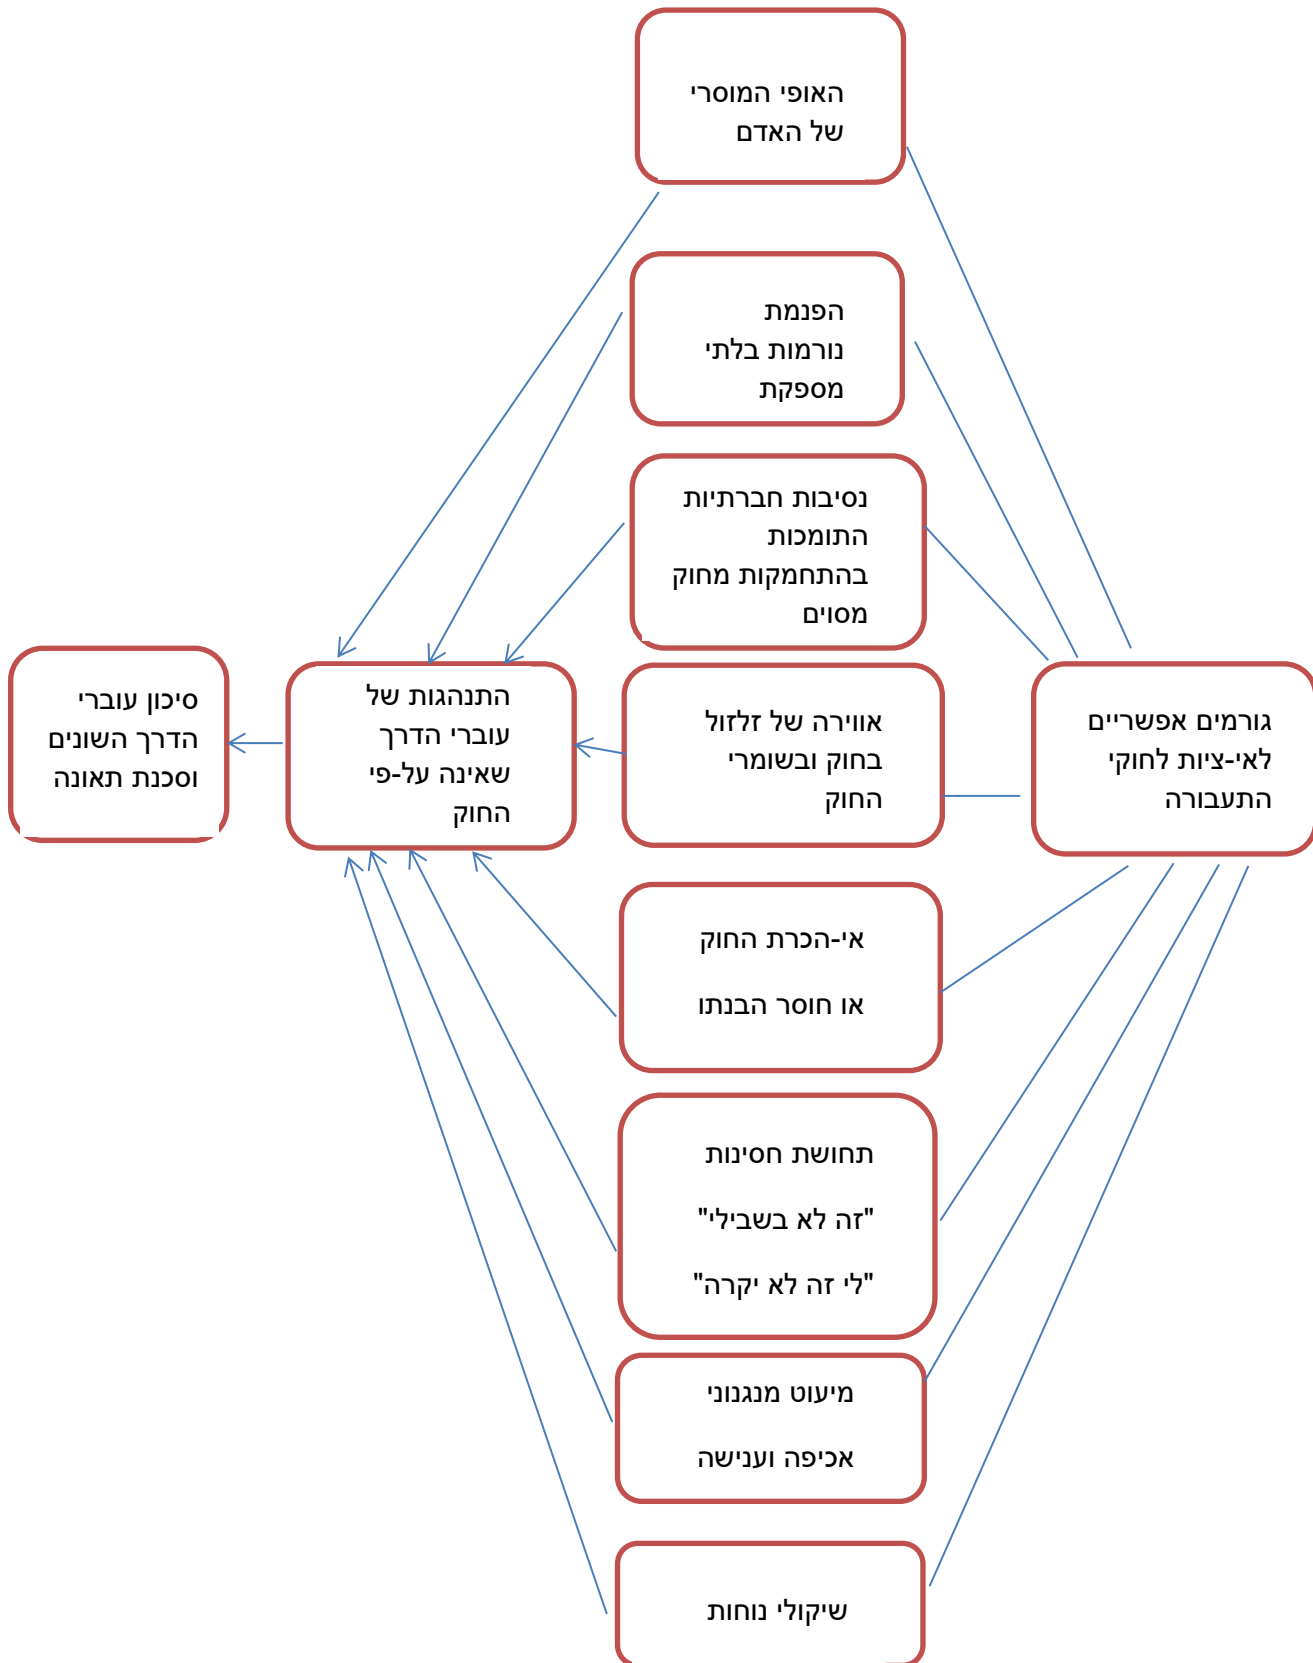 האופי המוסרי
של האדם
הפנמת
נורמות בלתי
מספקת
נסיבות חברתיות
התומכות
בהתחמקות מחוק
מסוים
גורמים אפשריים
לאי-ציות לחוקי
התעבורה
אווירה של זלזול
בחוק ובשומרי
החוק
התנהגות של
עוברי הדרך
שאינה על-פי
החוק
סיכון עוברי
הדרך השונים
וסכנת תאונה
אי-הכרת החוק
או חוסר הבנתו
תחושת חסינות
"זה לא בשבילי"
"לי זה לא יקרה"
מיעוט מנגנוני
אכיפה וענישה
שיקולי נוחות